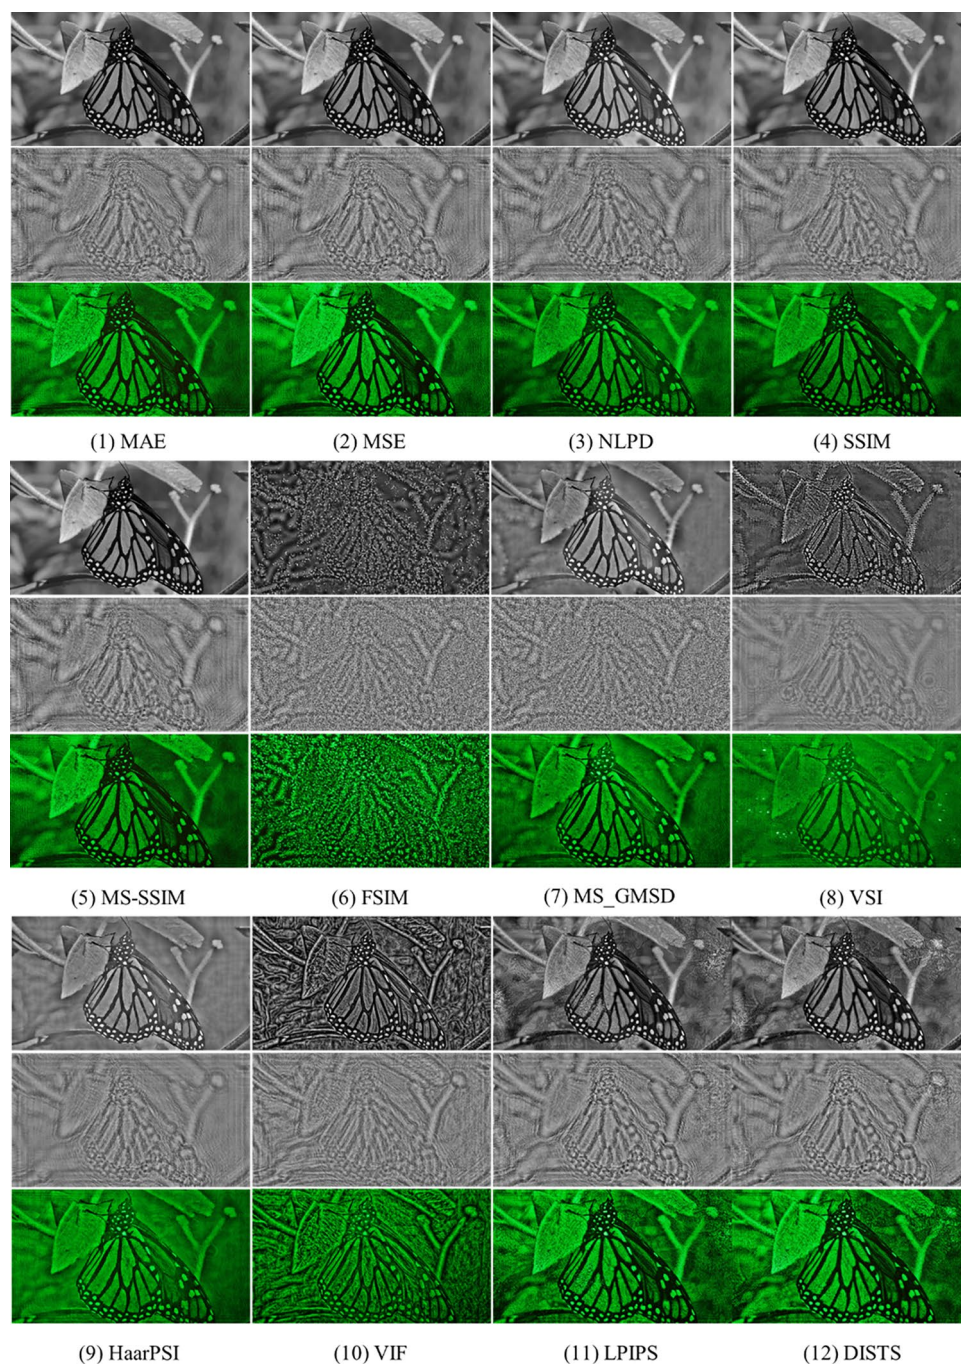 (1) MAE (2) MSE (3) NLPD (4) SSIM
(5) MS-SSIM (6) FSIM (7) MS_GMSD (8) VSI
(9) HaarPSI (10) VIF (11) LPIPS (12) DISTS